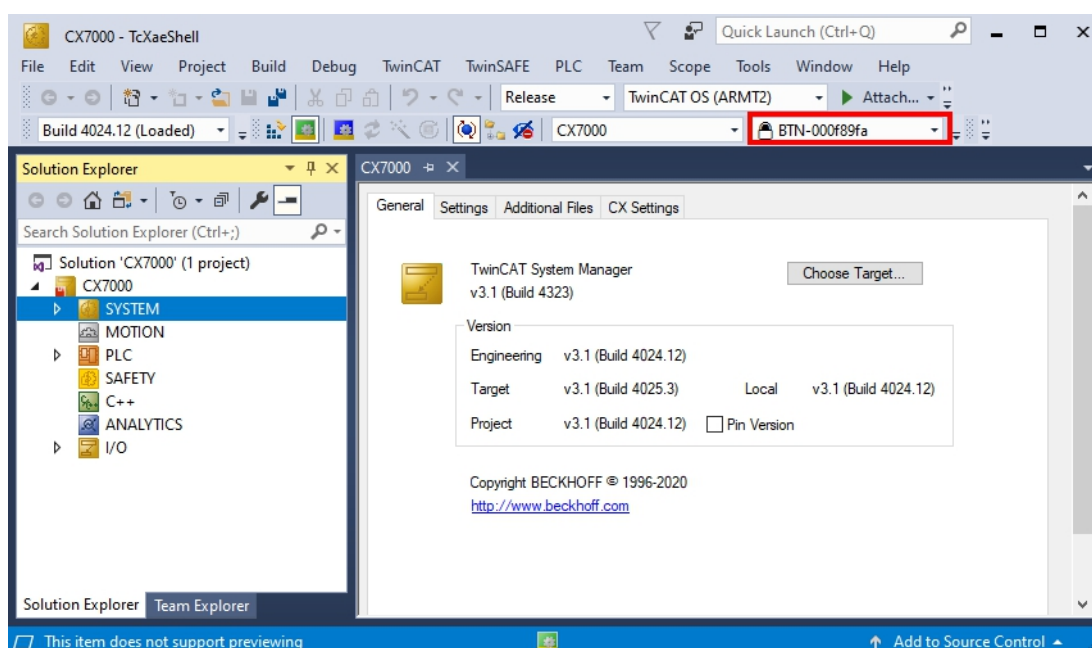 CX7000 - TcXaeShell
Quick Launch (Ctrl+Q)
File Edit View Project Build Debug TwinCAT TwinSAFE PLC Team Scope Tools Window Help
Release TwinCAT OS (ARMT2) Attach...
Build 4024.12 (Loaded) CX7000 BTN-000f89fa
Solution Explorer
Search Solution Explorer (Ctrl+;)
Solution 'CX7000' (1 project)
CX7000
SYSTEM
MOTION
PLC
SAFETY
C++
ANALYTICS
I/O
Solution Explorer Team Explorer
CX7000
General Settings Additional Files CX Settings
TwinCAT System Manager
v3.1 (Build 4323)
Choose Target...
Version
Engineering v3.1 (Build 4024.12)
Target v3.1 (Build 4025.3) Local v3.1 (Build 4024.12)
Project v3.1 (Build 4024.12) Pin Version
Copyright BECKHOFF © 1996-2020
http://www.beckhoff.com
This item does not support previewing Add to Source Control